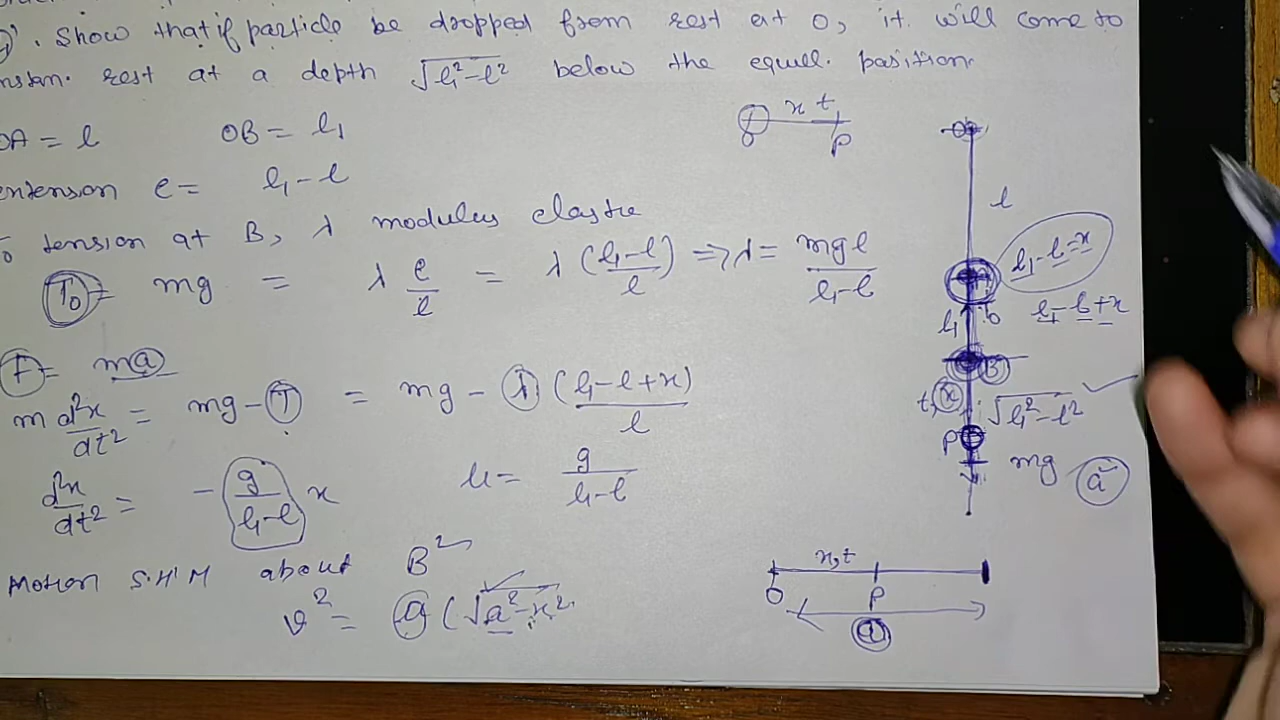 . Show that if particle be dropped from rest at O, it will come to
rest at a depth √l₁²-l² below the equil. position.
OA = l OB = l₁
x t
O P
extension e = l₁-l
l
tension at B, λ modulus elastic
l₁-l=x
T₀ = mg = λ e/l = λ (l₁-l)/l ⇒ λ = mgl/l₁-l
l₁ T₀ l₁-l+x
F = ma
B
m d²x/dt² = mg-T = mg - λ (l₁-l+x)/l
t, x √l₁²-l²
P
mg a
d²x/dt² = - g/l₁-l x μ = g/l₁-l
Motion S.H.M about B
x,t
O P
v² = g (√a²-x²
a